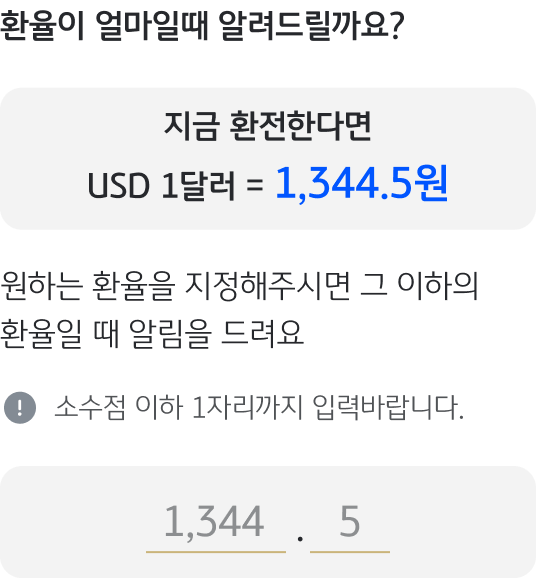 환율이 얼마일때 알려드릴까요?
지금 환전한다면
USD 1달러 = 1,344.5원
원하는 환율을 지정해주시면 그 이하의
환율일 때 알림을 드려요
! 소수점 이하 1자리까지 입력바랍니다.
1,344 . 5